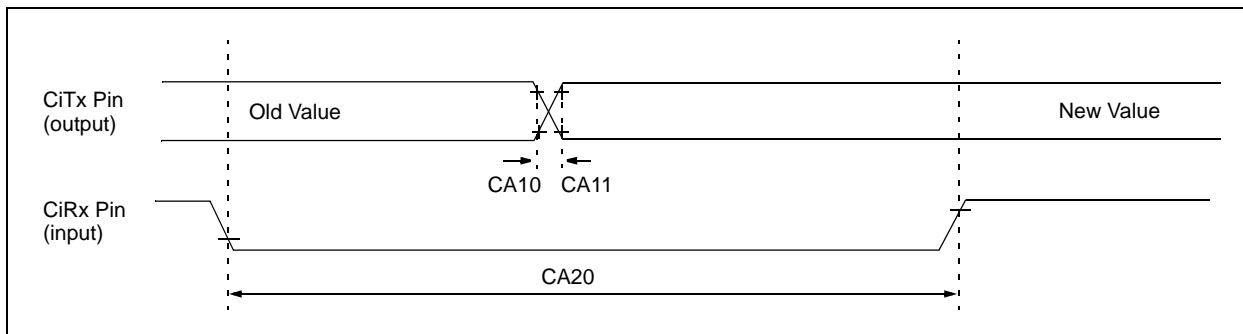 CiTx Pin
(output)
Old Value
New Value
CA10 CA11
CiRx Pin
(input)
CA20